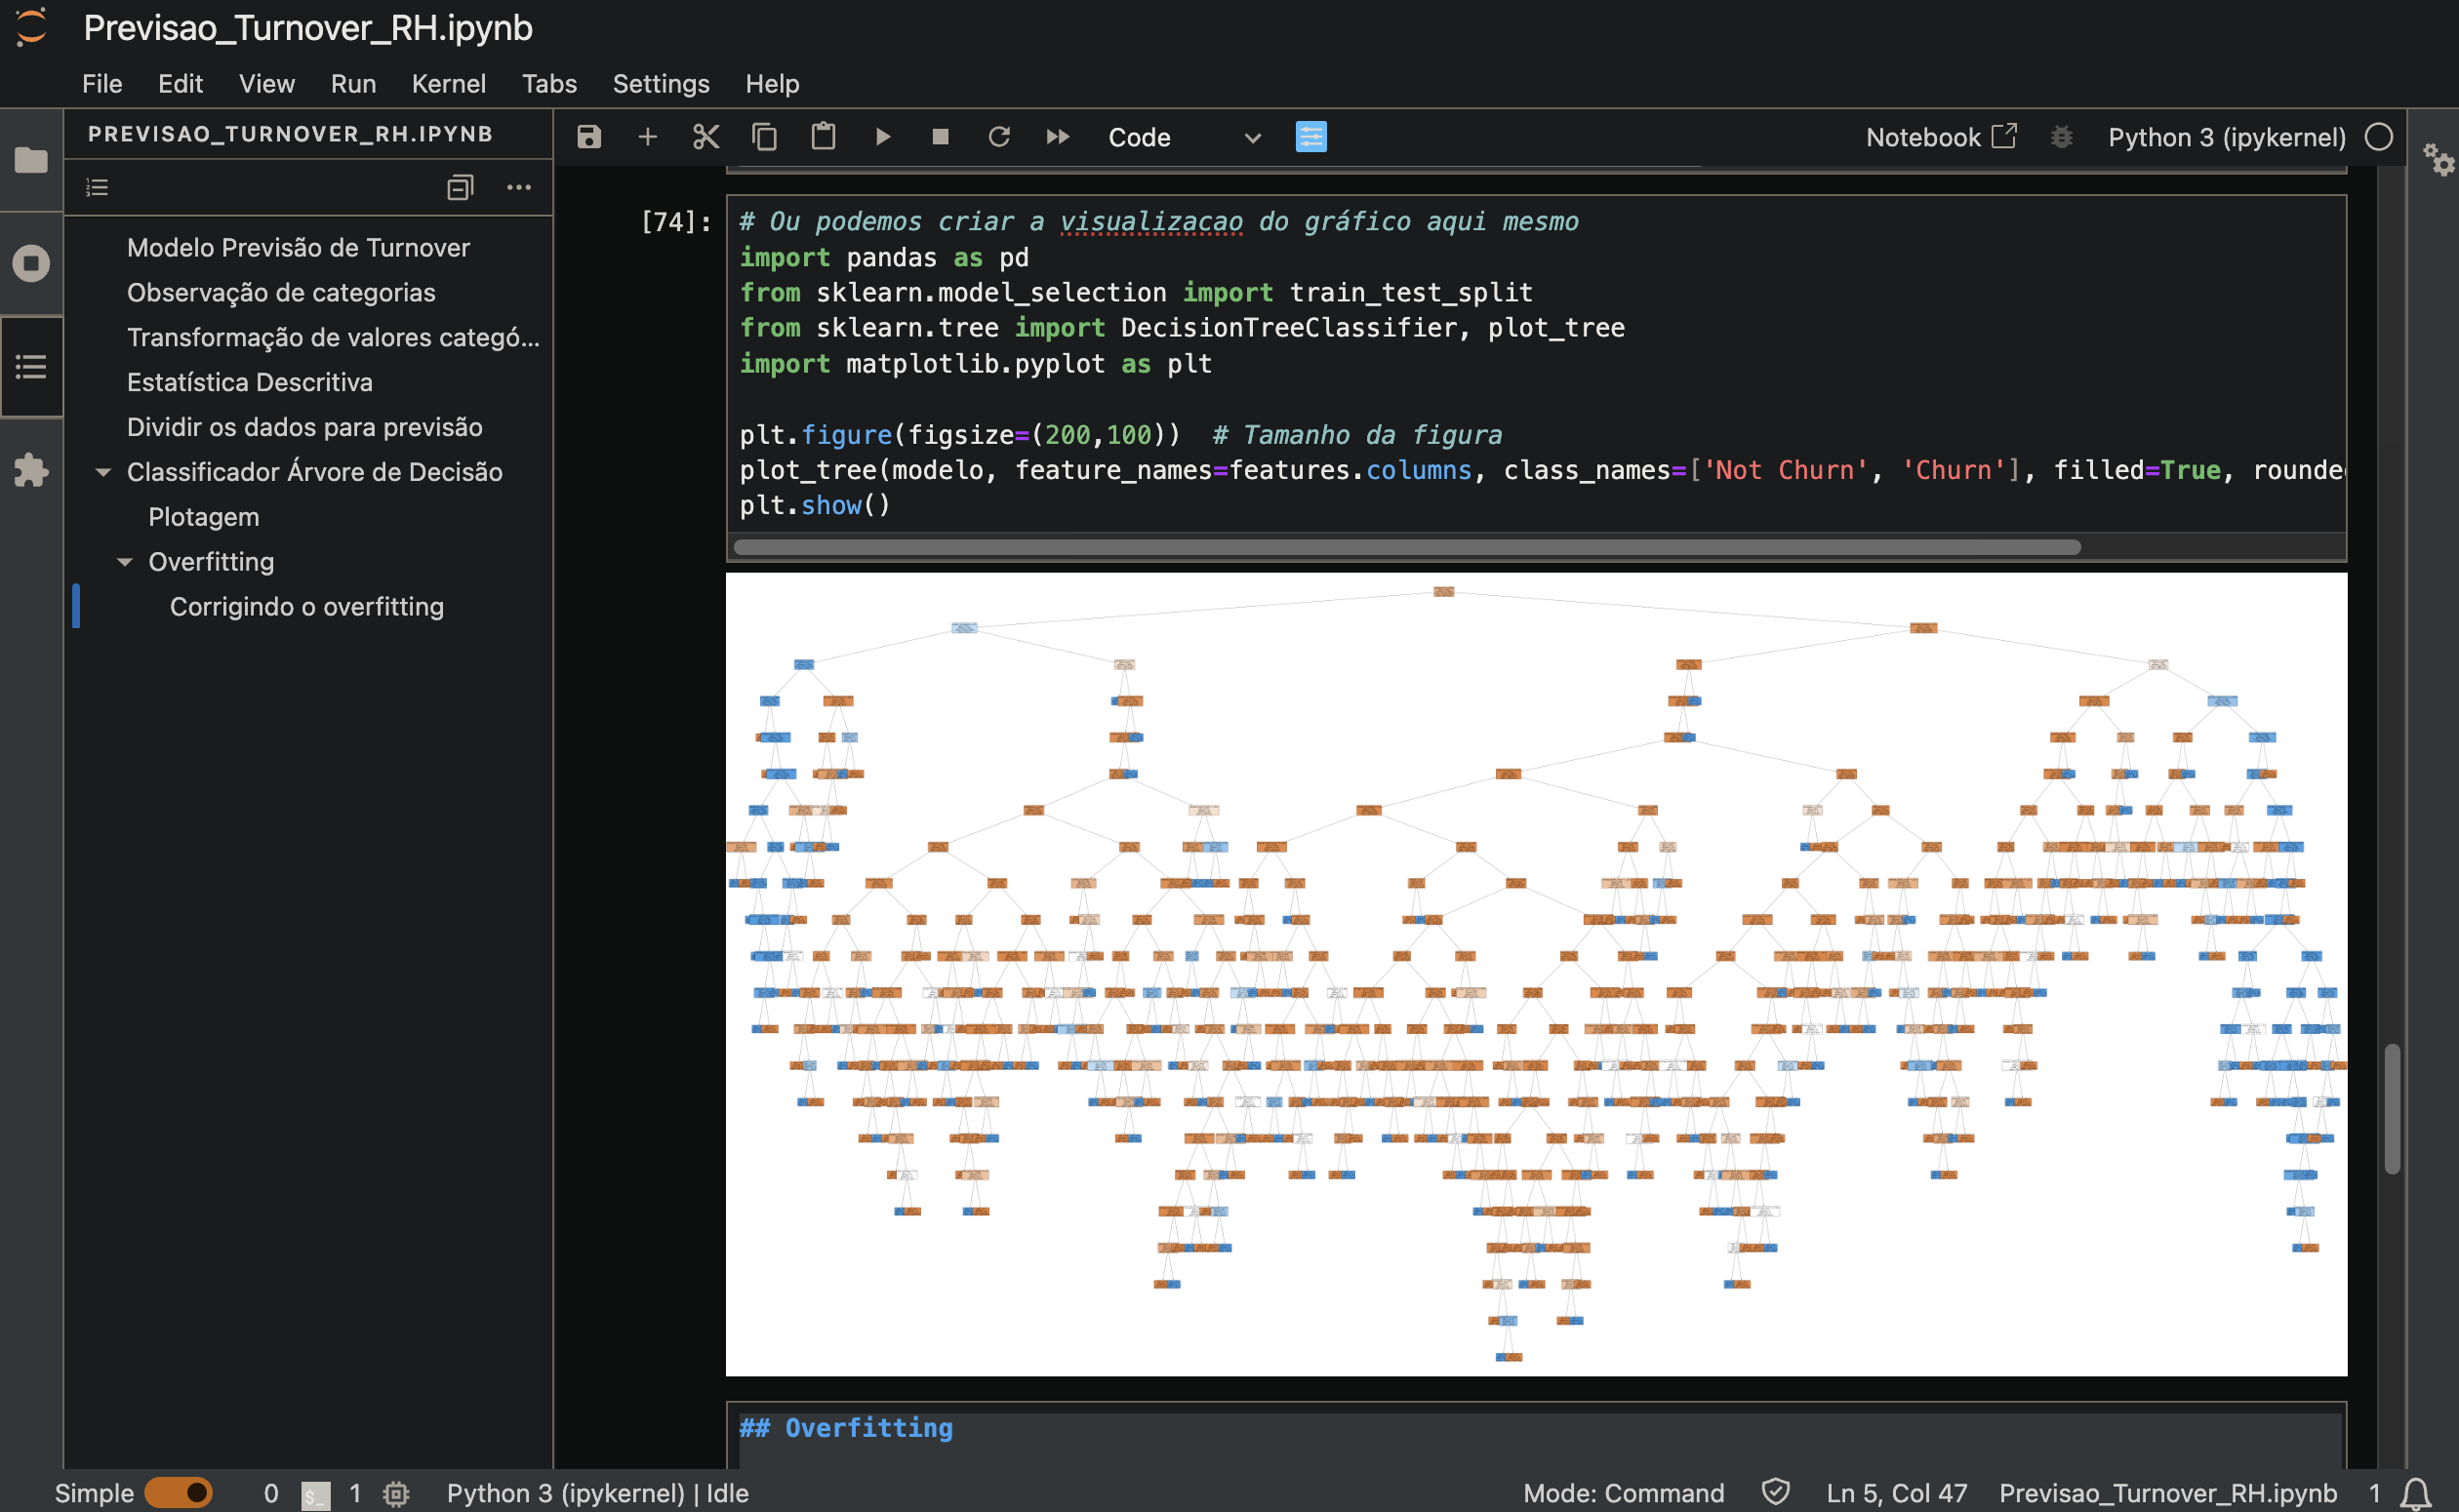 Previsao_Turnover_RH.ipynb
File Edit View Run Kernel Tabs Settings Help
PREVISAO_TURNOVER_RH.IPYNB
Code
Notebook
Python 3 (ipykernel)
Modelo Previsão de Turnover
Observação de categorias
Transformação de valores categó...
Estatística Descritiva
Dividir os dados para previsão
Classificador Árvore de Decisão
Plotagem
Overfitting
Corrigindo o overfitting
[74]:
# Ou podemos criar a visualizacao do gráfico aqui mesmo
import pandas as pd
from sklearn.model_selection import train_test_split
from sklearn.tree import DecisionTreeClassifier, plot_tree
import matplotlib.pyplot as plt
plt.figure(figsize=(200,100))  # Tamanho da figura
plot_tree(modelo, feature_names=features.columns, class_names=['Not Churn', 'Churn'], filled=True, rounde
plt.show()
## Overfitting
Simple 0 $_ 1 Python 3 (ipykernel) | Idle
Mode: Command Ln 5, Col 47 Previsao_Turnover_RH.ipynb 1